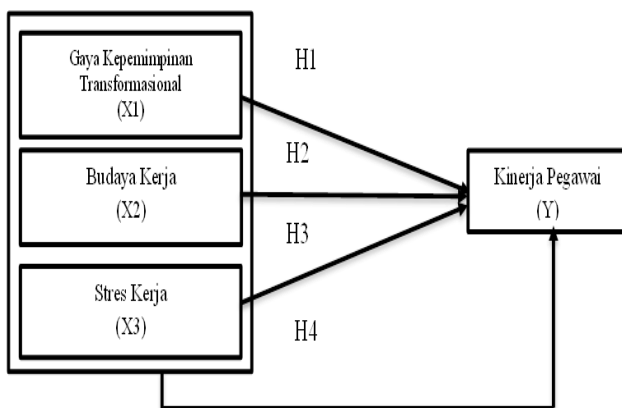 Gaya Kepemimpinan
Transformasional
(X1)
H1
H2
Budaya Kerja
(X2)
Kinerja Pegawai
(Y)
H3
Stres Kerja
(X3)
H4